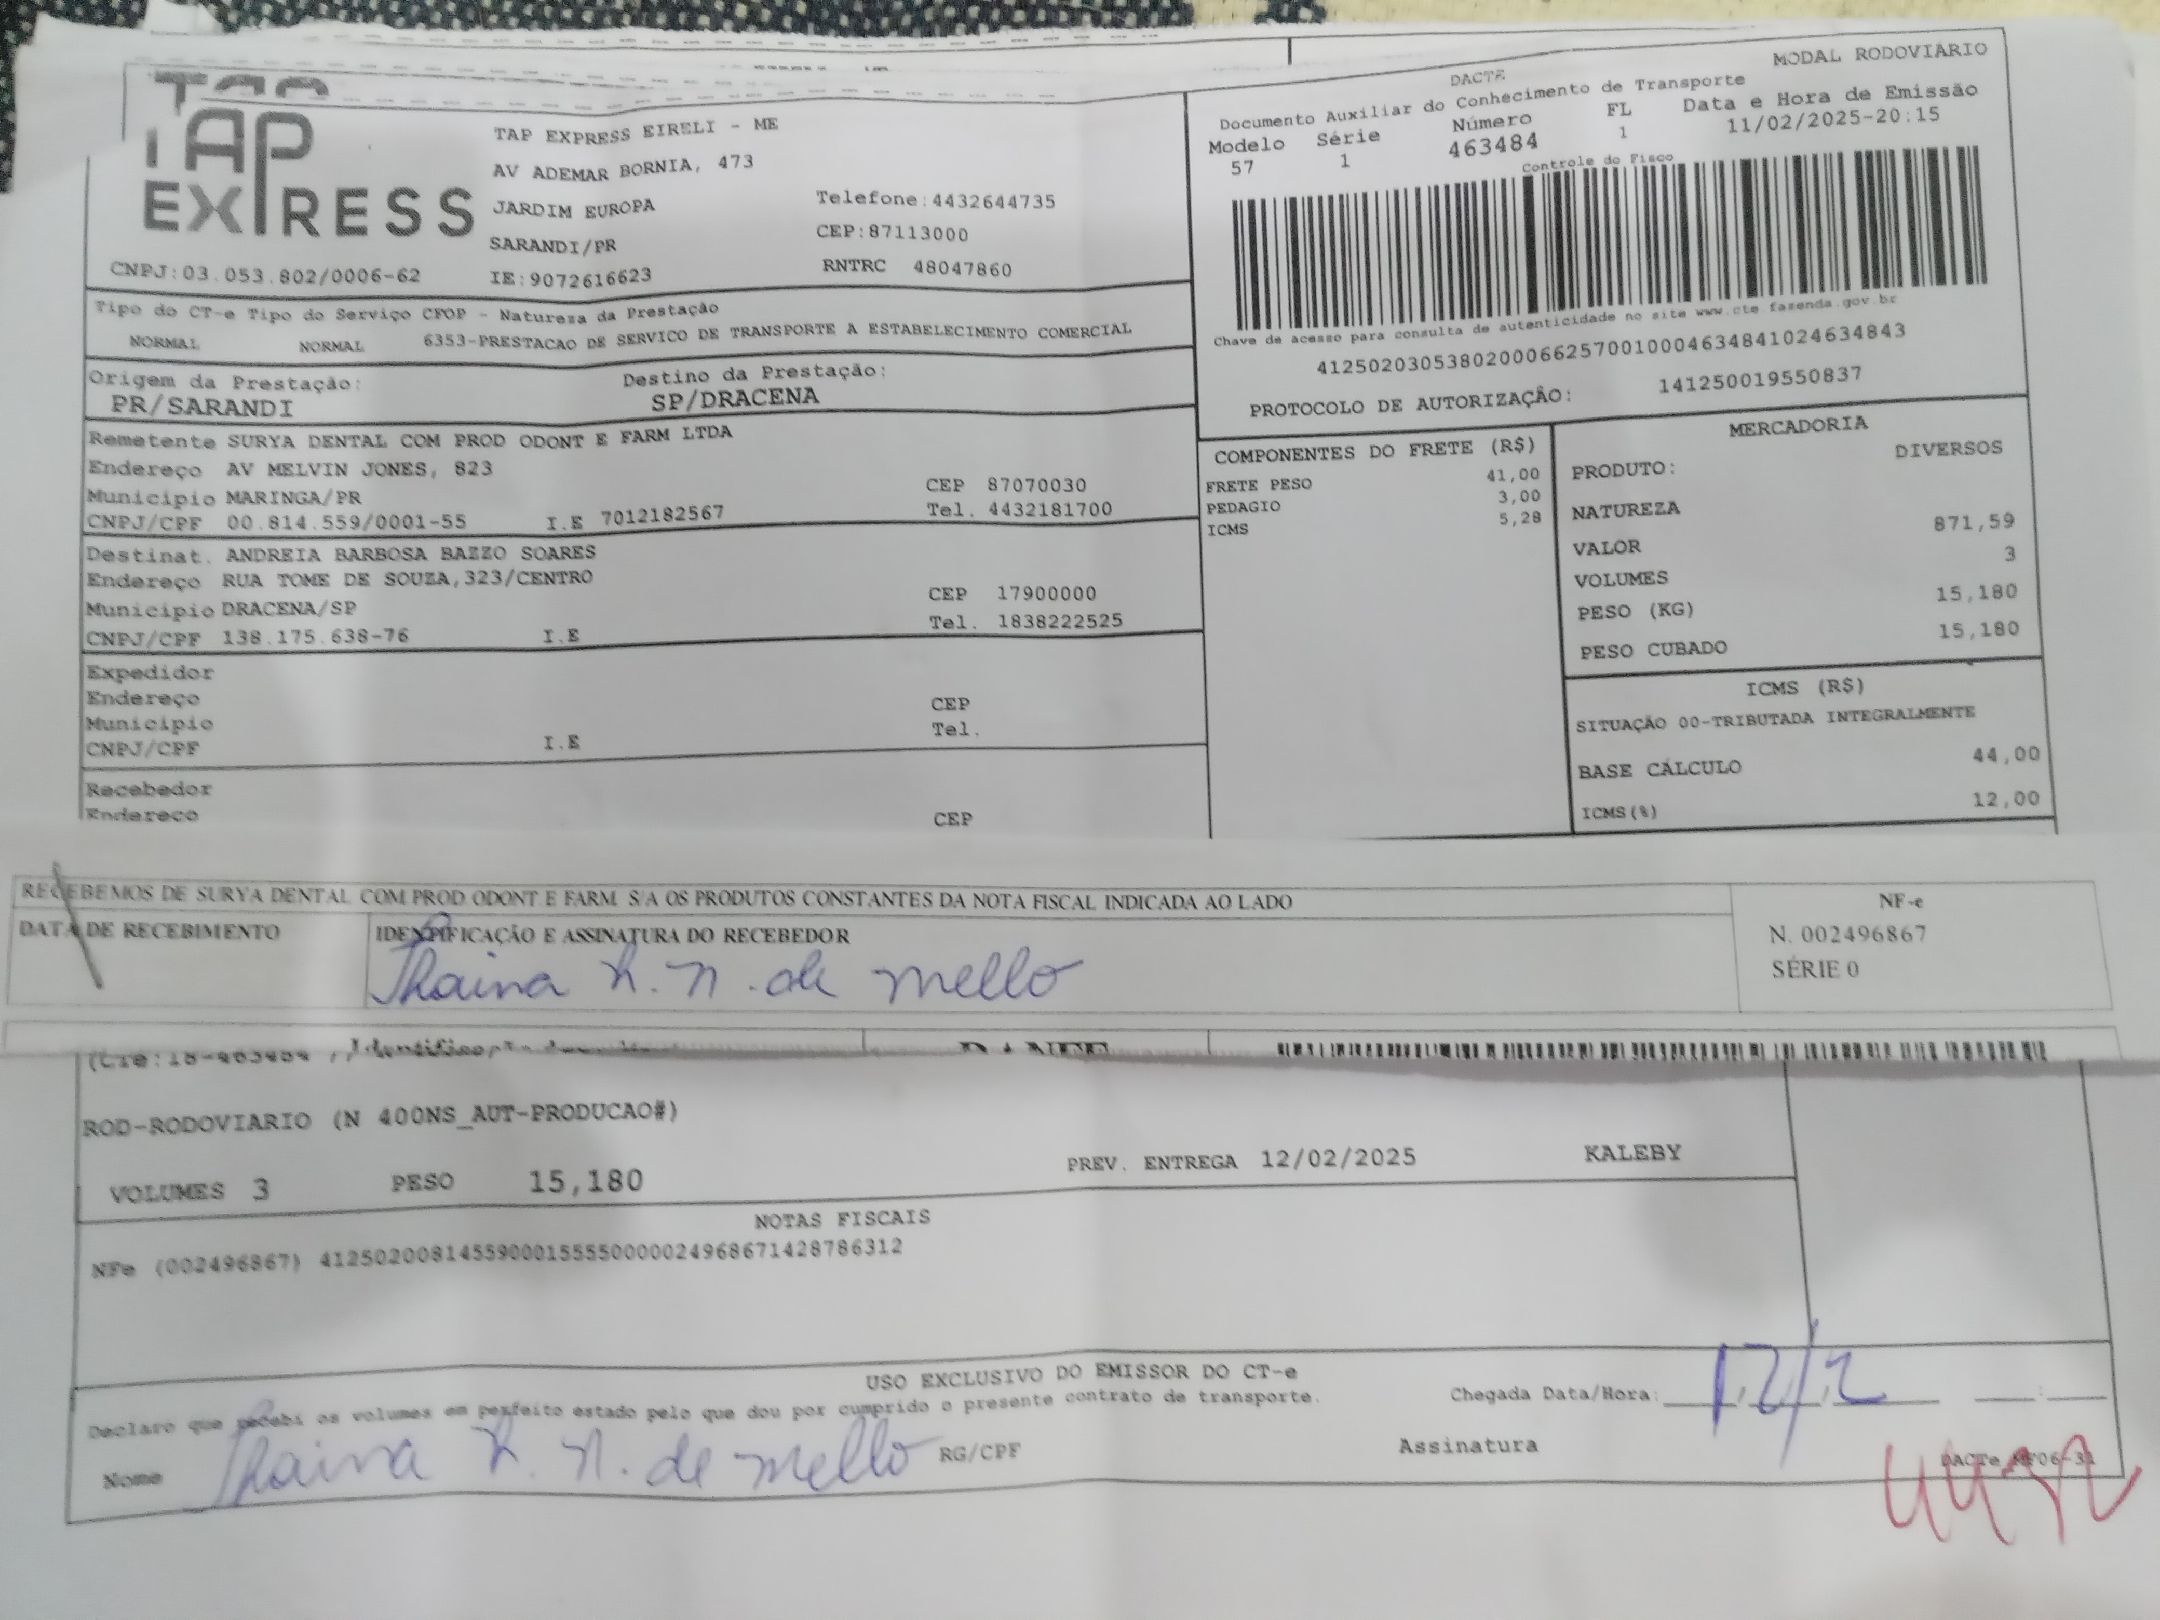 TAP
EXPRESS
TAP EXPRESS EIRELI - ME
AV ADEMAR BORNIA, 473
JARDIM EUROPA
Telefone:4432644735
SARANDI/PR
CEP:87113000
CNPJ:03.053.802/0006-62
IE:9072616623
RNTRC 48047860
MODAL RODOVIARIO
DACTE
Documento Auxiliar do Conhecimento de Transporte
Modelo Série Número FL Data e Hora de Emissão
57 1 463484 1 11/02/2025-20:15
Controle do Fisco
Chave de acesso para consulta de autenticidade no site www.cte.fazenda.gov.br
41250203053802000662570010004634841024634843
PROTOCOLO DE AUTORIZAÇÃO: 141250019550837
Tipo do CT-e Tipo do Serviço CFOP - Natureza da Prestação
NORMAL NORMAL 6353-PRESTACAO DE SERVICO DE TRANSPORTE A ESTABELECIMENTO COMERCIAL
Origem da Prestação: Destino da Prestação:
PR/SARANDI SP/DRACENA
Remetente SURYA DENTAL COM PROD ODONT E FARM LTDA
Endereço AV MELVIN JONES, 823
Município MARINGA/PR CEP 87070030
CNPJ/CPF 00.814.559/0001-55 I.E 7012182567 Tel. 4432181700
Destinat. ANDREIA BARBOSA BAZZO SOARES
Endereço RUA TOME DE SOUZA,323/CENTRO
Município DRACENA/SP CEP 17900000
CNPJ/CPF 138.175.638-76 I.E Tel. 1838222525
Expedidor
Endereço CEP
Município Tel.
CNPJ/CPF I.E
Recebedor
Endereço CEP
COMPONENTES DO FRETE (R$)
FRETE PESO 41,00
PEDAGIO 3,00
ICMS 5,28
MERCADORIA
PRODUTO: DIVERSOS
NATUREZA
VALOR 871,59
VOLUMES 3
PESO (KG) 15,180
PESO CUBADO 15,180
ICMS (R$)
SITUAÇÃO 00-TRIBUTADA INTEGRALMENTE
BASE CÁLCULO 44,00
ICMS(%) 12,00
RECEBEMOS DE SURYA DENTAL COM PROD ODONT E FARM S/A OS PRODUTOS CONSTANTES DA NOTA FISCAL INDICADA AO LADO
DATA DE RECEBIMENTO
IDENTIFICAÇÃO E ASSINATURA DO RECEBEDOR
Thaina h. n. de mello
NF-e
N. 002496867
SÉRIE 0
DANFE
ROD-RODOVIARIO (N 400NS_AUT-PRODUCAO#)
VOLUMES 3 PESO 15,180 PREV. ENTREGA 12/02/2025 KALEBY
NOTAS FISCAIS
NFe (002496867) 41250200814559000155550000024968671428786312
USO EXCLUSIVO DO EMISSOR DO CT-e
Declaro que recebi os volumes em perfeito estado pelo que dou por cumprido o presente contrato de transporte.
Chegada Data/Hora: 12/2
Nome Thaina h. n. de mello RG/CPF Assinatura